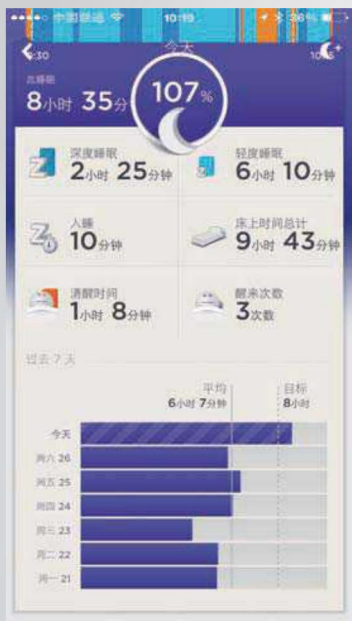 中国联通 10:19 36%
今天
总睡眠
8小时 35分
107%
深度睡眠
2小时 25分钟
轻度睡眠
6小时 10分钟
入睡
10分钟
床上时间总计
9小时 43分钟
清醒时间
1小时 8分钟
醒来次数
3次数
过去 7 天
平均
6小时 7分钟
目标
8小时
今天
周六 26
周五 25
周四 24
周三 23
周二 22
周一 21